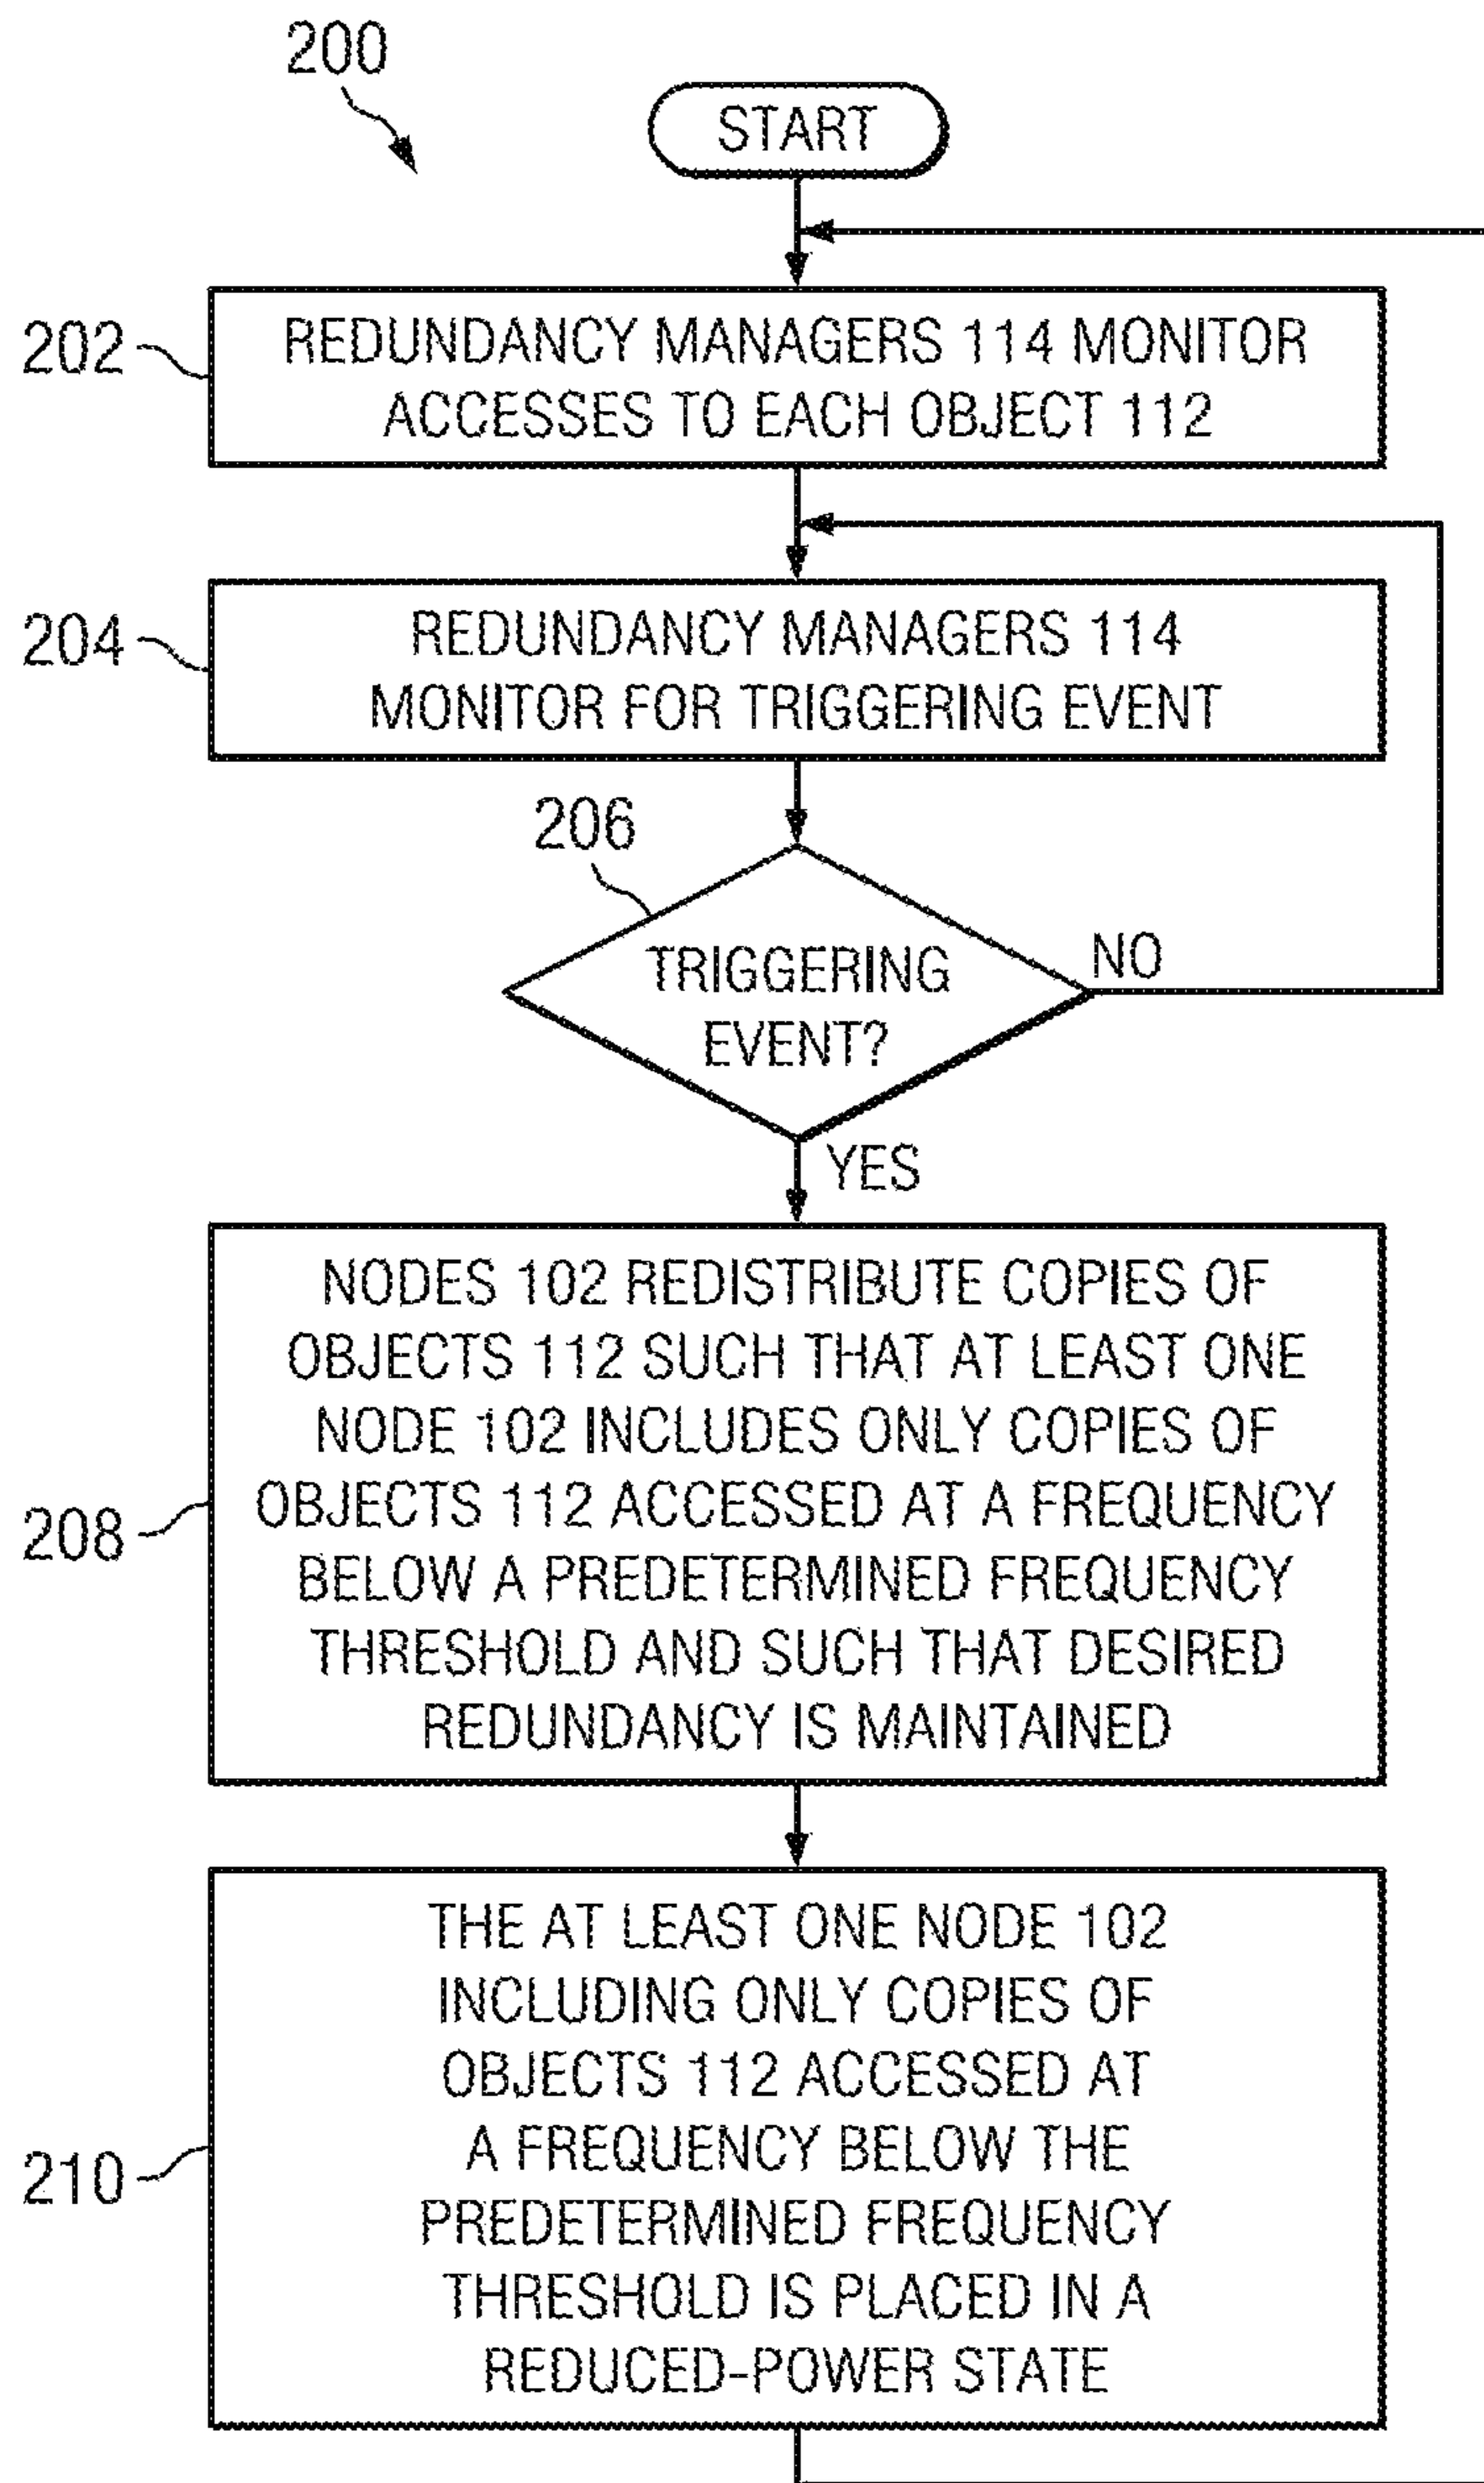 200
START
202
REDUNDANCY MANAGERS 114 MONITOR
ACCESSES TO EACH OBJECT 112
204
REDUNDANCY MANAGERS 114
MONITOR FOR TRIGGERING EVENT
206
TRIGGERING
EVENT?
NO
YES
208
NODES 102 REDISTRIBUTE COPIES OF
OBJECTS 112 SUCH THAT AT LEAST ONE
NODE 102 INCLUDES ONLY COPIES OF
OBJECTS 112 ACCESSED AT A FREQUENCY
BELOW A PREDETERMINED FREQUENCY
THRESHOLD AND SUCH THAT DESIRED
REDUNDANCY IS MAINTAINED
210
THE AT LEAST ONE NODE 102
INCLUDING ONLY COPIES OF
OBJECTS 112 ACCESSED AT
A FREQUENCY BELOW THE
PREDETERMINED FREQUENCY
THRESHOLD IS PLACED IN A
REDUCED-POWER STATE